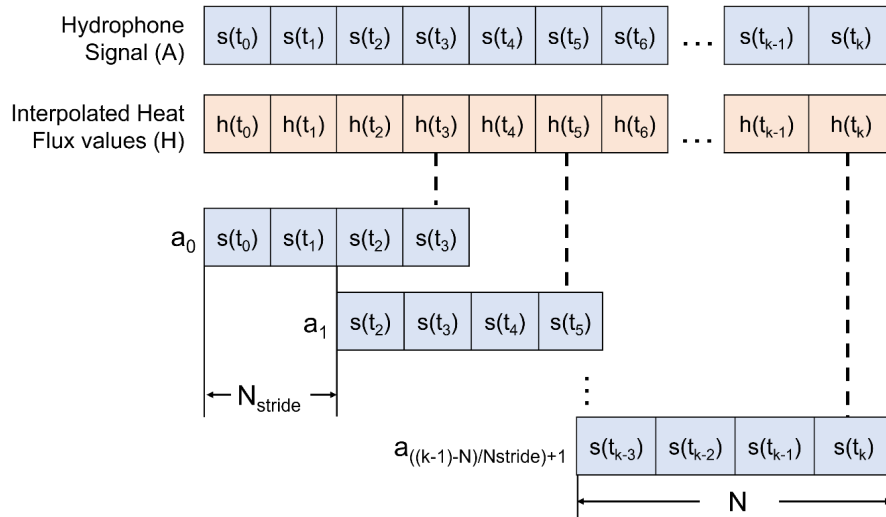 Hydrophone
Signal (A)
s(t₀) s(t₁) s(t₂) s(t₃) s(t₄) s(t₅) s(t₆) ... s(tₖ₋₁) s(tₖ)
Interpolated Heat
Flux values (H)
h(t₀) h(t₁) h(t₂) h(t₃) h(t₄) h(t₅) h(t₆) ... h(tₖ₋₁) h(tₖ)
a₀ s(t₀) s(t₁) s(t₂) s(t₃)
a₁ s(t₂) s(t₃) s(t₄) s(t₅)
N_stride
⋮
a_((k-1)-N)/Nstride)+1 s(tₖ₋₃) s(tₖ₋₂) s(tₖ₋₁) s(tₖ)
N